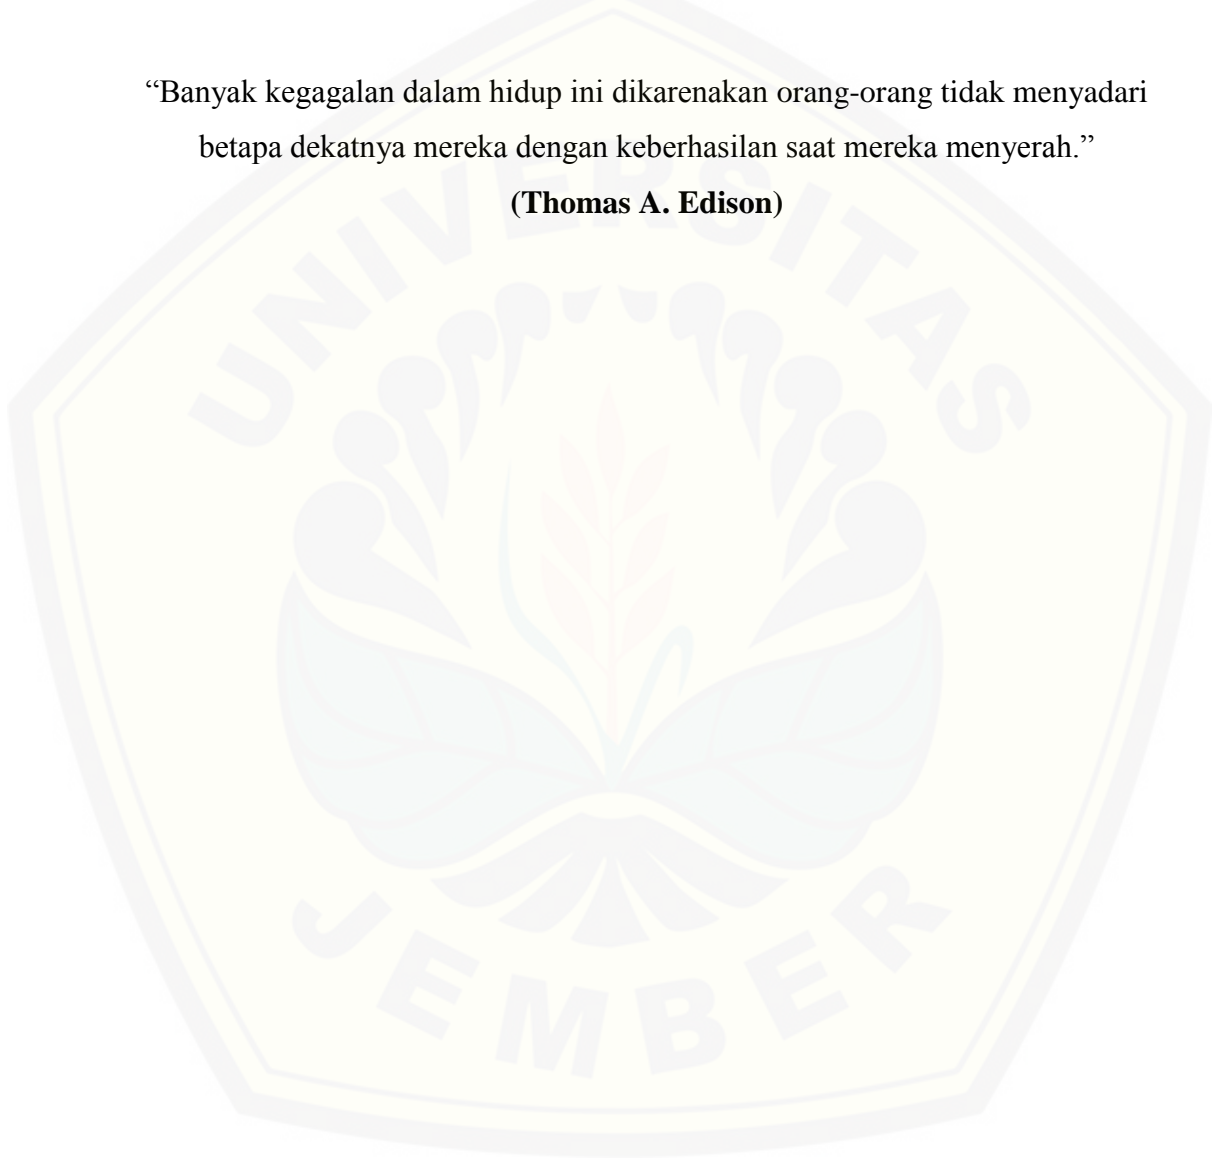 “Banyak kegagalan dalam hidup ini dikarenakan orang-orang tidak menyadari
betapa dekatnya mereka dengan keberhasilan saat mereka menyerah.”
(Thomas A. Edison)
UNIVERSITAS
JEMBER